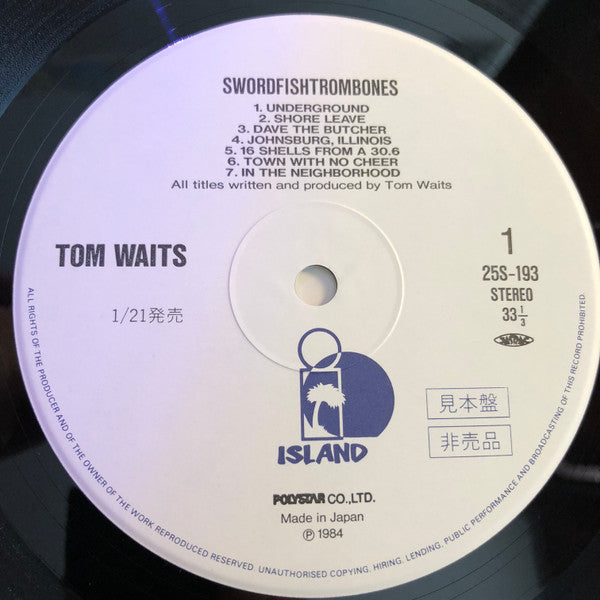 SWORDFISHTROMBONES
1. UNDERGROUND
2. SHORE LEAVE
3. DAVE THE BUTCHER
4. JOHNSBURG, ILLINOIS
5. 16 SHELLS FROM A 30.6
6. TOWN WITH NO CHEER
7. IN THE NEIGHBORHOOD
All titles written and produced by Tom Waits
TOM WAITS
1/21発売
1
25S-193
STEREO
33 1/3
JASRAC
見本盤
非売品
ISLAND
POLYSTAR CO.,LTD.
Made in Japan
Ⓟ 1984
ALL RIGHTS OF THE PRODUCER AND OF THE OWNER OF THE WORK REPRODUCED RESERVED. UNAUTHORISED COPYING, HIRING, LENDING, PUBLIC PERFORMANCE AND BROADCASTING OF THIS RECORD PROHIBITED.